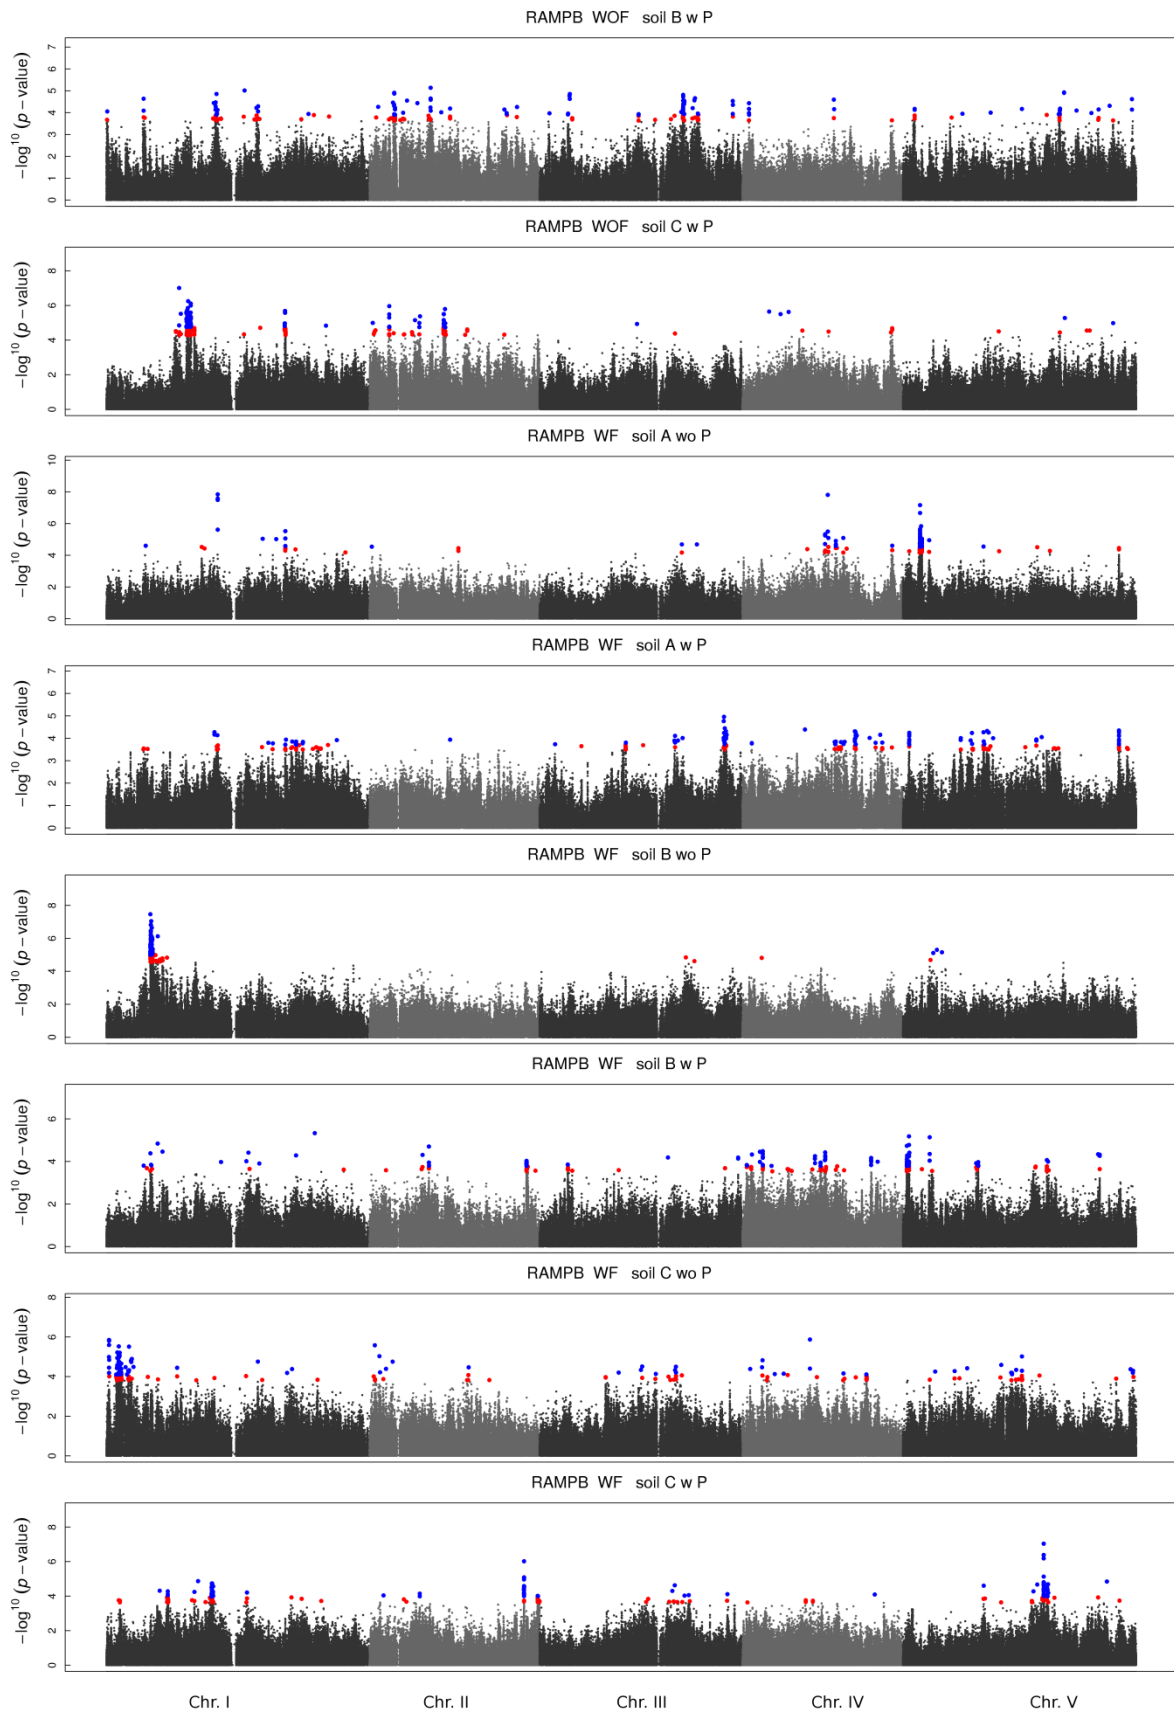 RAMPB WOF soil B w P
−log¹⁰ (p − value)
7
6
5
4
3
2
1
0
RAMPB WOF soil C w P
−log¹⁰ (p − value)
8
6
4
2
0
RAMPB WF soil A wo P
−log¹⁰ (p − value)
10
8
6
4
2
0
RAMPB WF soil A w P
−log¹⁰ (p − value)
7
6
5
4
3
2
1
0
RAMPB WF soil B wo P
−log¹⁰ (p − value)
8
6
4
2
0
RAMPB WF soil B w P
−log¹⁰ (p − value)
6
4
2
0
RAMPB WF soil C wo P
−log¹⁰ (p − value)
8
6
4
2
0
RAMPB WF soil C w P
−log¹⁰ (p − value)
8
6
4
2
0
Chr. I Chr. II Chr. III Chr. IV Chr. V